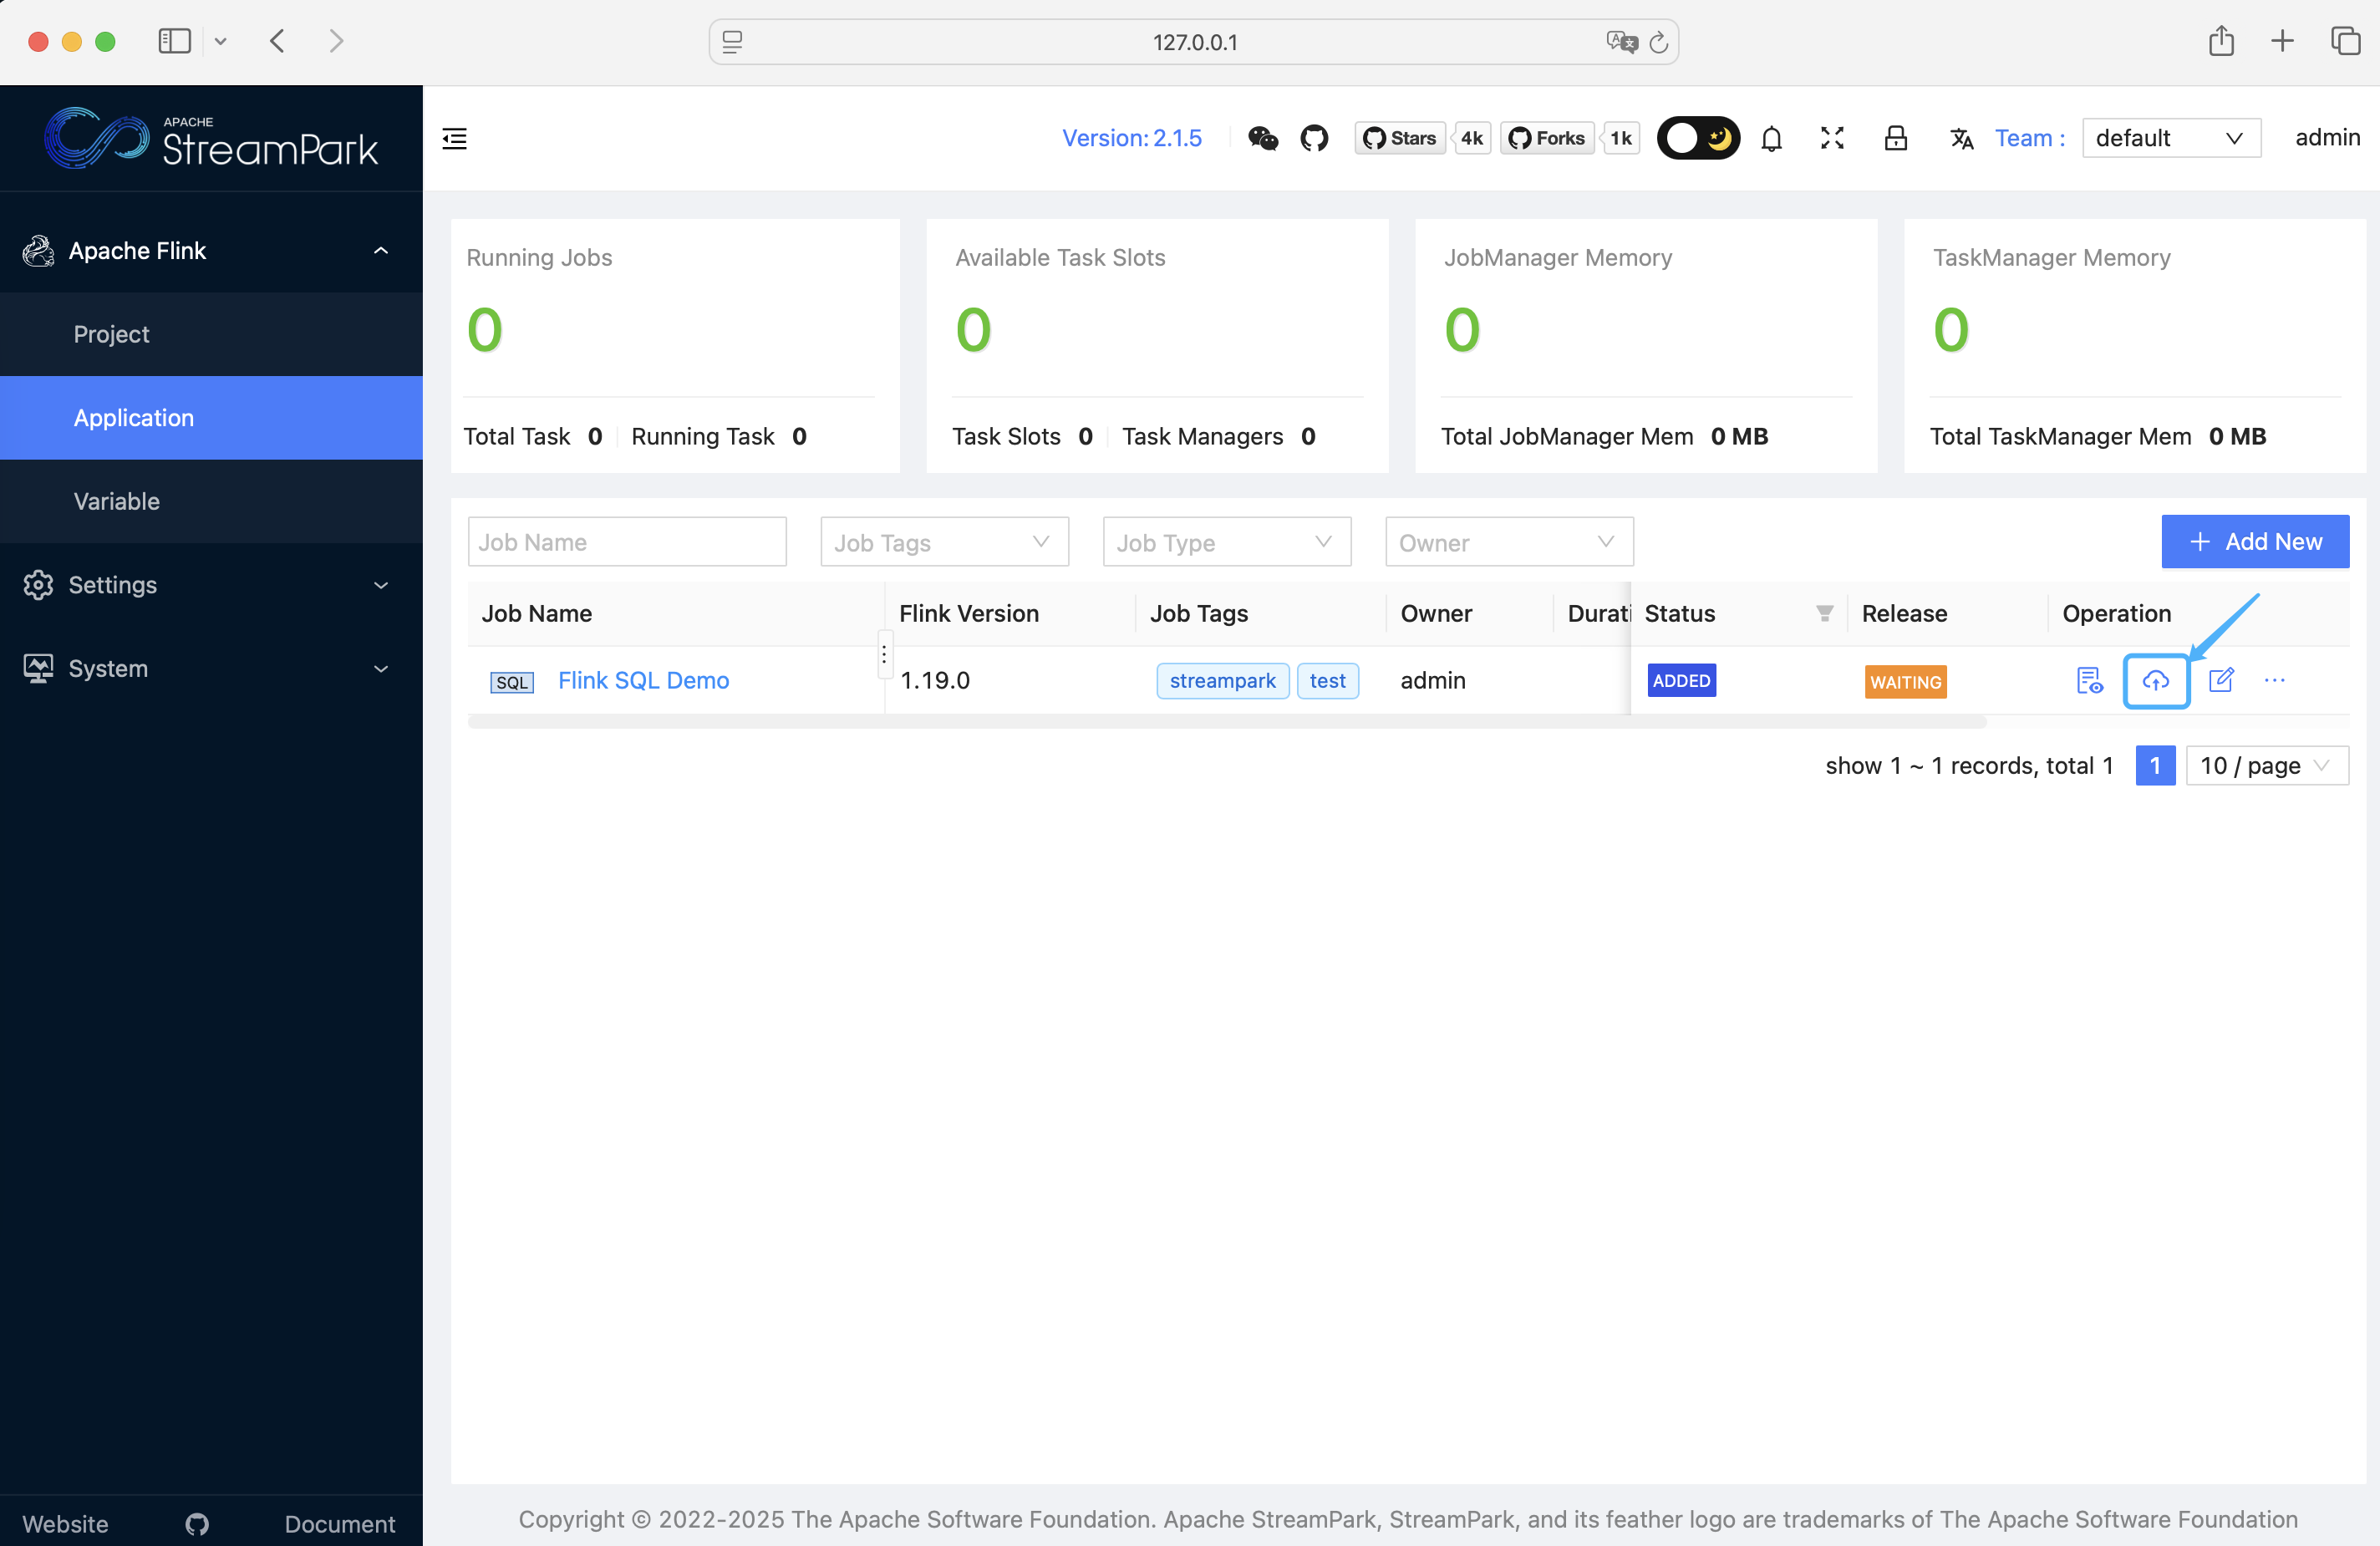 127.0.0.1
APACHE
StreamPark
Version: 2.1.5
Stars
4k
Forks
1k
Team :
default
admin
Apache Flink
Project
Application
Variable
Settings
System
Running Jobs
0
Total Task 0
Running Task 0
Available Task Slots
0
Task Slots 0
Task Managers 0
JobManager Memory
0
Total JobManager Mem 0 MB
TaskManager Memory
0
Total TaskManager Mem 0 MB
Job Name
Job Tags
Job Type
Owner
Add New
Job Name Flink Version Job Tags Owner Durati Status Release Operation
SQL Flink SQL Demo 1.19.0 streampark test admin ADDED WAITING
show 1 ~ 1 records, total 1
1
10 / page
Website
Document
Copyright © 2022-2025 The Apache Software Foundation. Apache StreamPark, StreamPark, and its feather logo are trademarks of The Apache Software Foundation